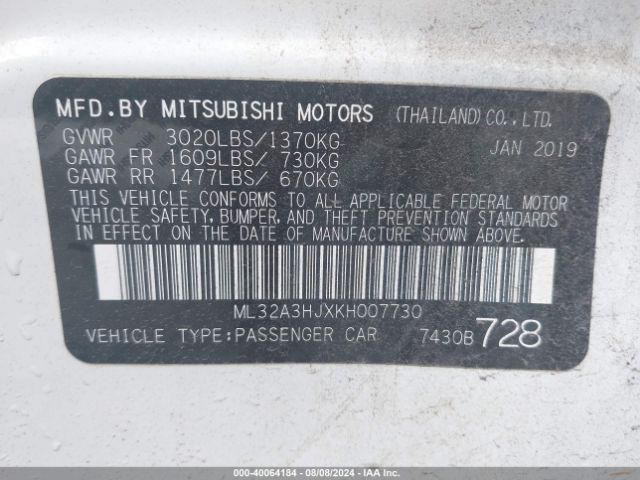 MFD. BY MITSUBISHI MOTORS (THAILAND) CO., LTD.
GVWR 3020LBS/1370KG JAN 2019
GAWR FR 1609LBS/ 730KG
GAWR RR 1477LBS/ 670KG
THIS VEHICLE CONFORMS TO ALL APPLICABLE FEDERAL MOTOR
VEHICLE SAFETY, BUMPER, AND THEFT PREVENTION STANDARDS
IN EFFECT ON THE DATE OF MANUFACTURE SHOWN ABOVE.
ML32A3HJXKH007730
VEHICLE TYPE:PASSENGER CAR 7430B 728
000-40064184 - 08/08/2024 - IAAI.COM